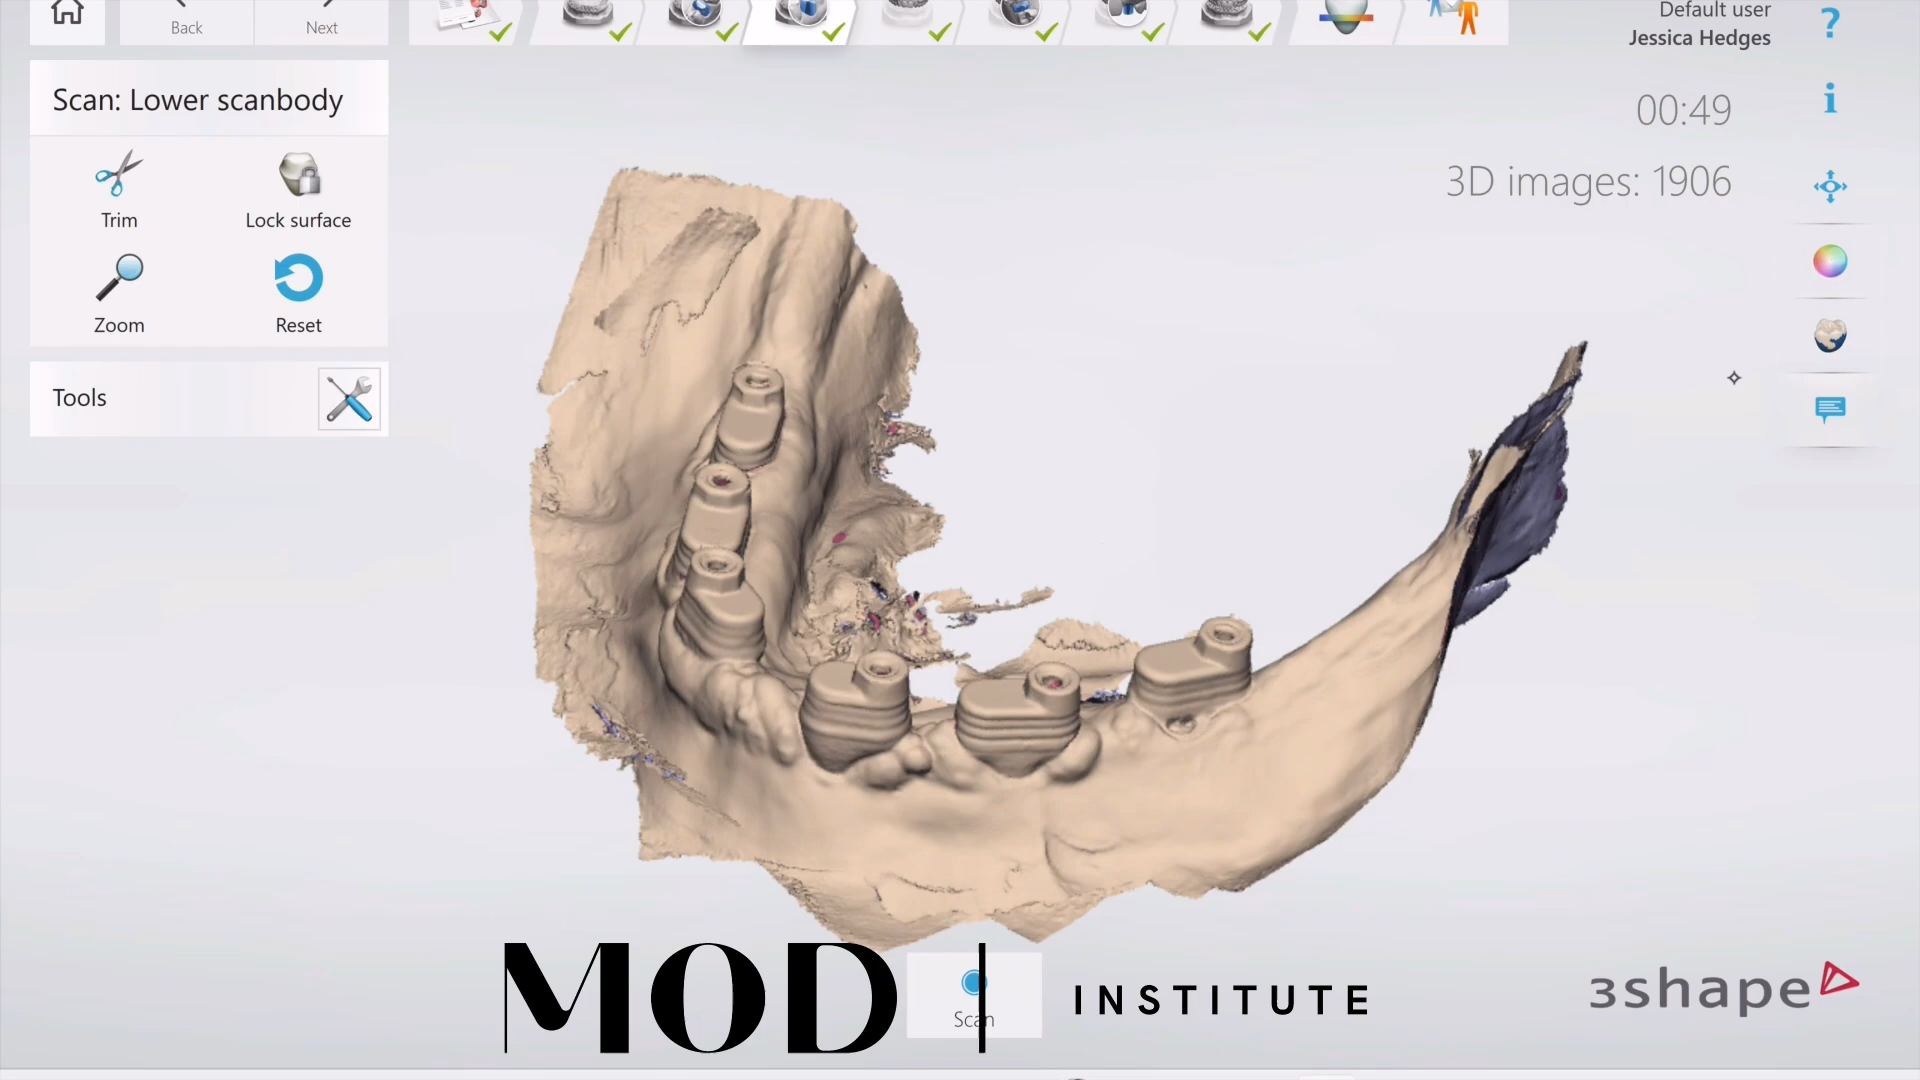 Back
Next
Default user
Jessica Hedges
Scan: Lower scanbody
00:49
3D images: 1906
Trim
Lock surface
Zoom
Reset
Tools
MOD | INSTITUTE
Scan
3shape